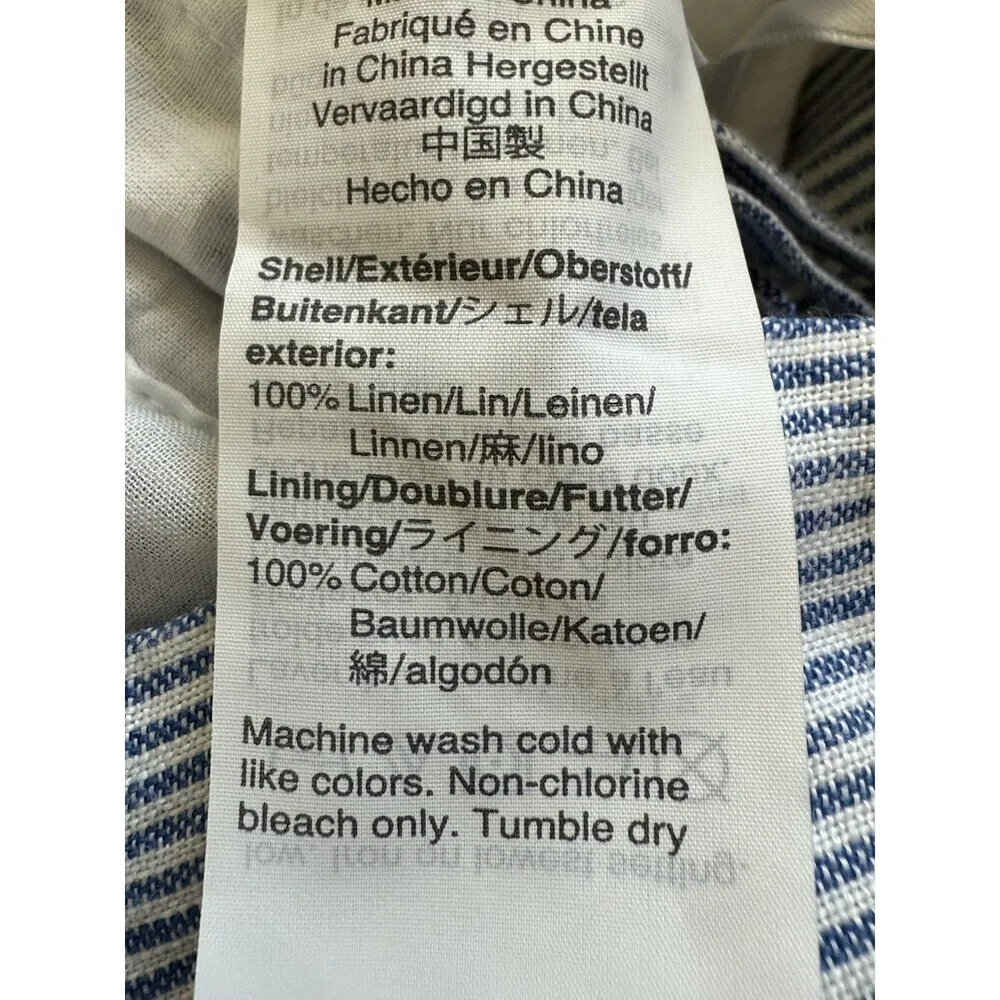 Made in China
Fabriqué en Chine
in China Hergestellt
Vervaardigd in China
中国製
Hecho en China
Shell/Extérieur/Oberstoff/
Buitenkant/シェル/tela
exterior:
100% Linen/Lin/Leinen/
Linnen/麻/lino
Lining/Doublure/Futter/
Voering/ライニング/forro:
100% Cotton/Coton/
Baumwolle/Katoen/
綿/algodón
Machine wash cold with
like colors. Non-chlorine
bleach only. Tumble dry